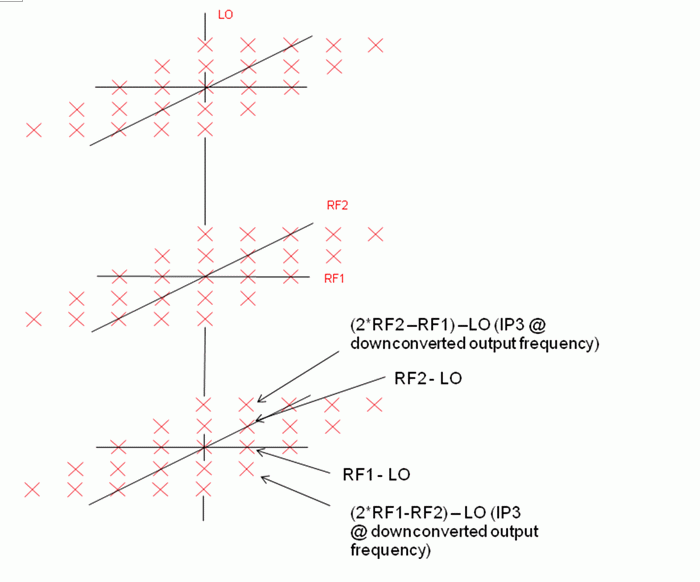 LO
RF2
RF1
(2*RF2–RF1)–LO (IP3 @
downconverted output frequency)
RF2 - LO
RF1 - LO
(2*RF1-RF2)–LO (IP3
@ downconverted output
frequency)